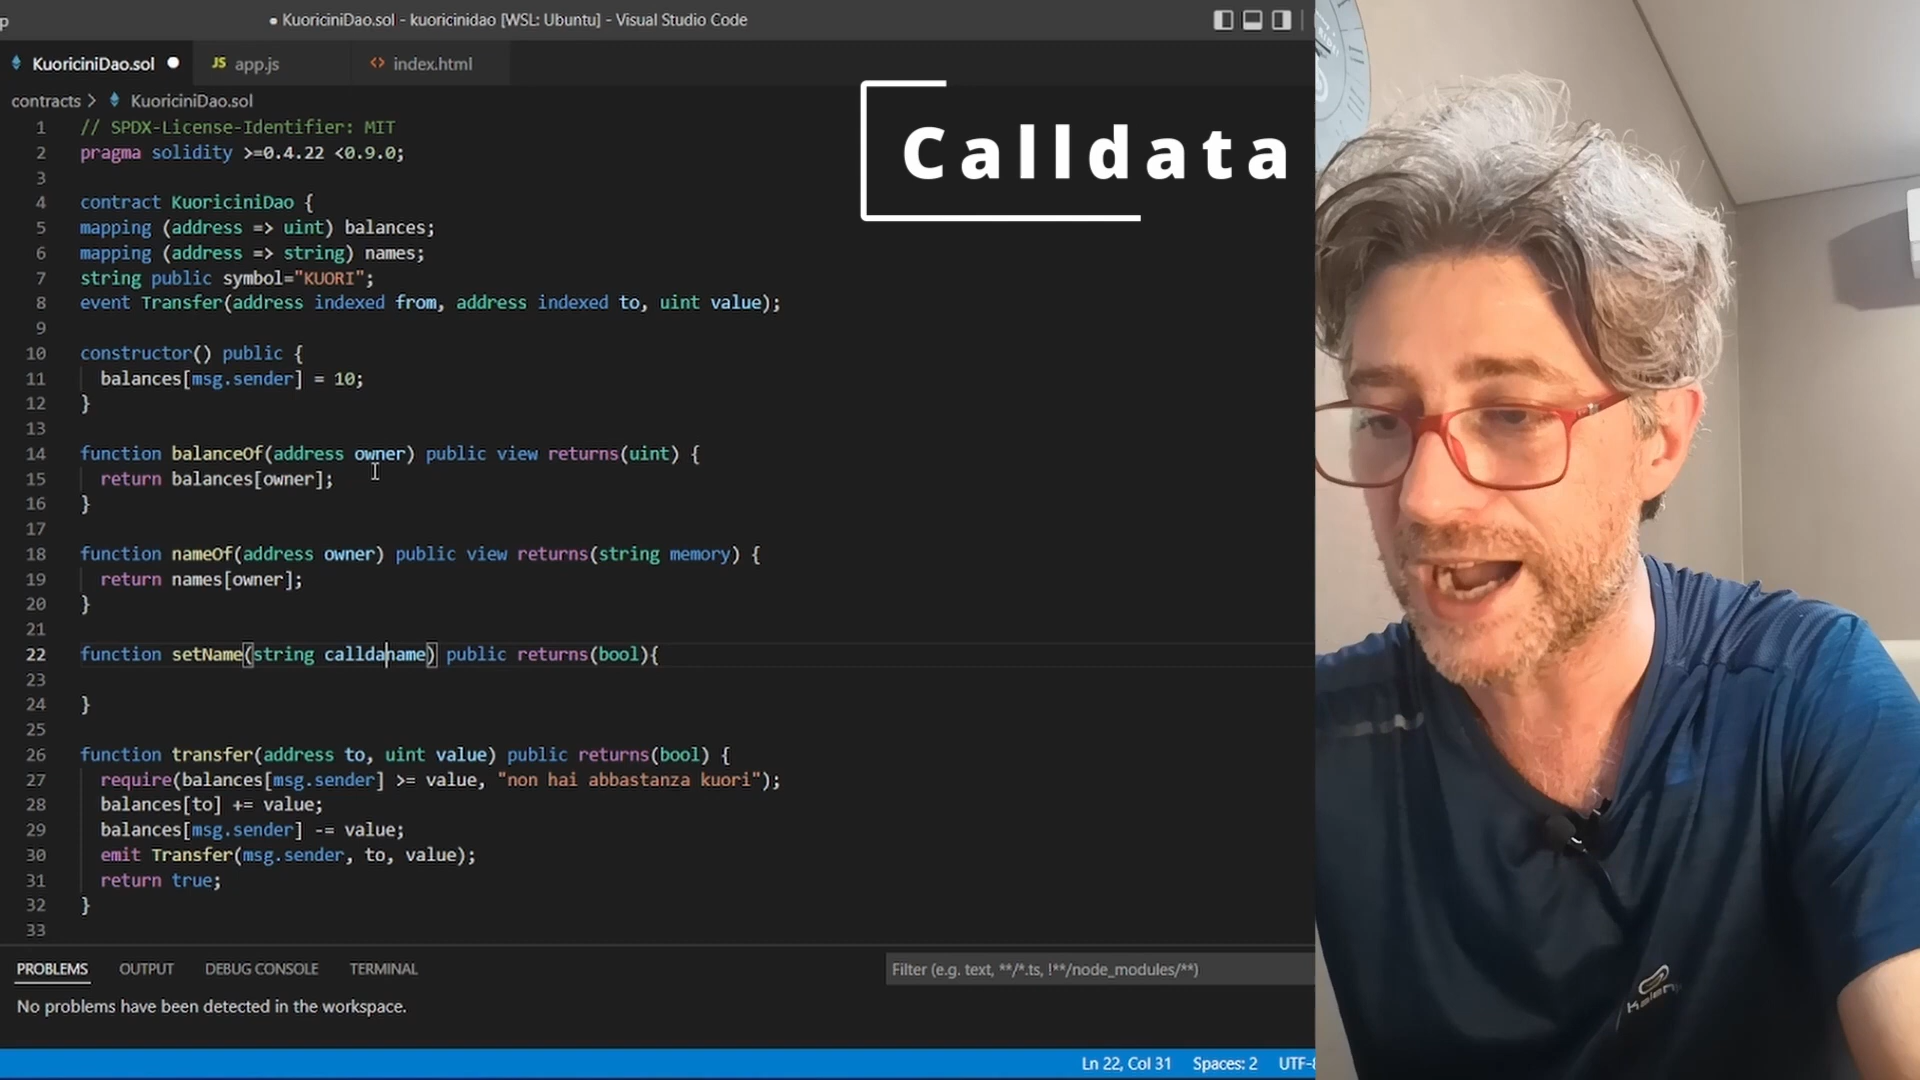 KuoriciniDao.sol - kuoricinidao [WSL: Ubuntu] - Visual Studio Code
KuoriciniDao.sol
JS app.js
<> index.html
contracts > KuoriciniDao.sol
Calldata
1 // SPDX-License-Identifier: MIT
2 pragma solidity >=0.4.22 <0.9.0;
3
4 contract KuoriciniDao {
5 mapping (address => uint) balances;
6 mapping (address => string) names;
7 string public symbol="KUORI";
8 event Transfer(address indexed from, address indexed to, uint value);
9
10 constructor() public {
11 balances[msg.sender] = 10;
12 }
13
14 function balanceOf(address owner) public view returns(uint) {
15 return balances[owner];
16 }
17
18 function nameOf(address owner) public view returns(string memory) {
19 return names[owner];
20 }
21
22 function setName(string calldaname) public returns(bool){
23
24 }
25
26 function transfer(address to, uint value) public returns(bool) {
27 require(balances[msg.sender] >= value, "non hai abbastanza kuori");
28 balances[to] += value;
29 balances[msg.sender] -= value;
30 emit Transfer(msg.sender, to, value);
31 return true;
32 }
33
PROBLEMS OUTPUT DEBUG CONSOLE TERMINAL
Filter (e.g. text, **/*.ts, !**/node_modules/**)
No problems have been detected in the workspace.
Ln 22, Col 31 Spaces: 2 UTF-8